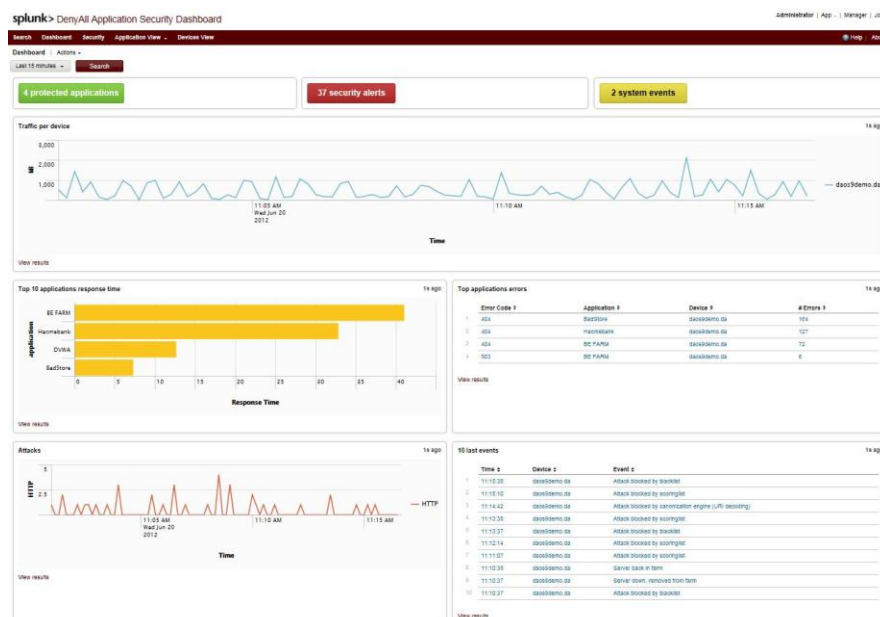 splunk> DenyAll Application Security Dashboard
Administrator | App | Manager |
Search Dashboard Security Application View Devices View
Help |
Dashboard | Actions
Last 15 minutes Search
4 protected applications
37 security alerts
2 system events
Traffic per device 1s ago
3,000
2,000
1,000
daos9demo.da
11:05 AM 11:10 AM 11:15 AM
Wed Jun 20
2012
Time
View results
Top 10 applications response time 1s ago
application
BE FARM
Hacmebank
DVWA
BadStore
0 5 10 15 20 25 30 35 40
Response Time
View results
Top applications errors 1s ago
Error Code Application Device # Errors
1 404 BadStore daos9demo.da 164
2 404 Hacmebank daos9demo.da 127
3 404 BE FARM daos9demo.da 72
4 503 BE FARM daos9demo.da 6
View results
Attacks 1s ago
HTTP
5
2.5
HTTP
11:05 AM 11:10 AM 11:15 AM
Wed Jun 20
2012
Time
View results
10 last events 1s ago
Time Device Event
1 daos9demo.da Attack blocked by blacklist
2 daos9demo.da Attack blocked by scoringlist
3 11:14:42 daos9demo.da Attack blocked by canonization engine (URI decoding)
4 daos9demo.da Attack blocked by scoringlist
5 11:13:37 daos9demo.da Attack blocked by blacklist
6 11:12:14 daos9demo.da Attack blocked by scoringlist
7 11:11:07 daos9demo.da Attack blocked by scoringlist
8 daos9demo.da Server back in farm
9 11:10:37 daos9demo.da Server down, removed from farm
10 11:10:37 daos9demo.da Attack blocked by blacklist
View results